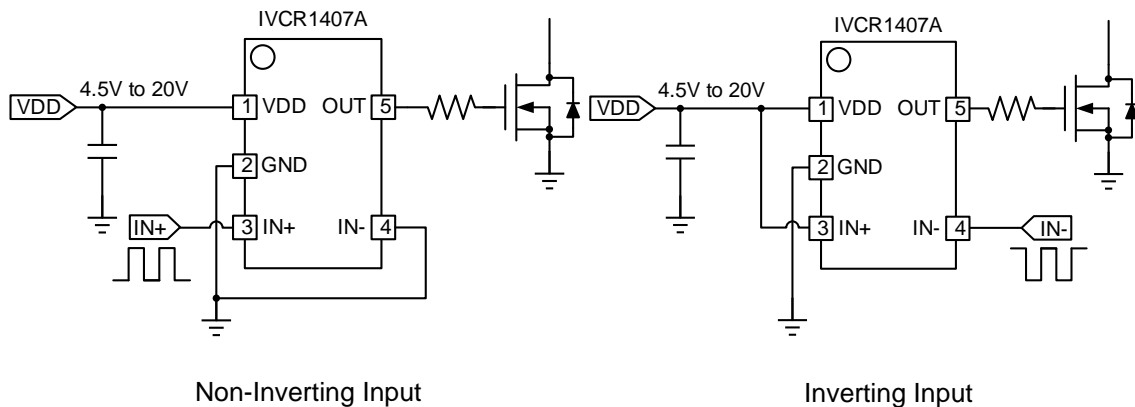 IVCR1407A
VDD
4.5V to 20V
1 VDD OUT 5
2 GND
IN+
3 IN+ IN- 4
Non-Inverting Input
IVCR1407A
VDD
4.5V to 20V
1 VDD OUT 5
2 GND
3 IN+ IN- 4
IN-
Inverting Input